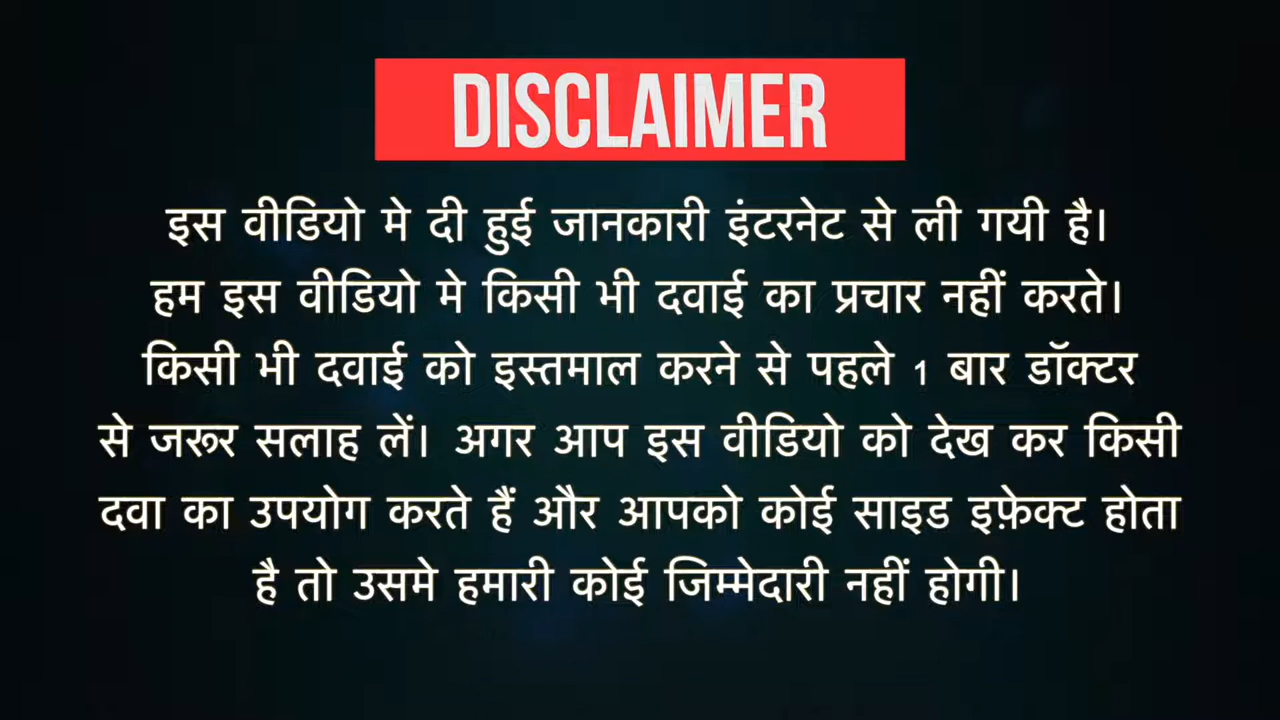 DISCLAIMER
इस वीडियो मे दी हुई जानकारी इंटरनेट से ली गयी है।
हम इस वीडियो मे किसी भी दवाई का प्रचार नहीं करते।
किसी भी दवाई को इस्तमाल करने से पहले 1 बार डॉक्टर
से जरूर सलाह लें। अगर आप इस वीडियो को देख कर किसी
दवा का उपयोग करते हैं और आपको कोई साइड इफ़ेक्ट होता
है तो उसमे हमारी कोई जिम्मेदारी नहीं होगी।